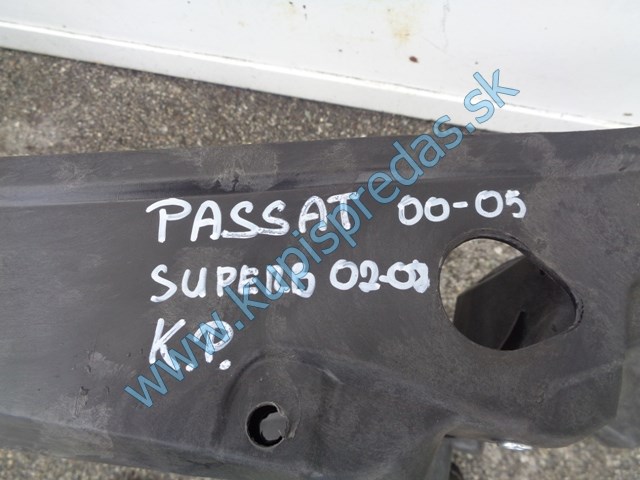 PASSAT 00-05
SUPERB 02-08
K.P.
www.kupispredas.sk